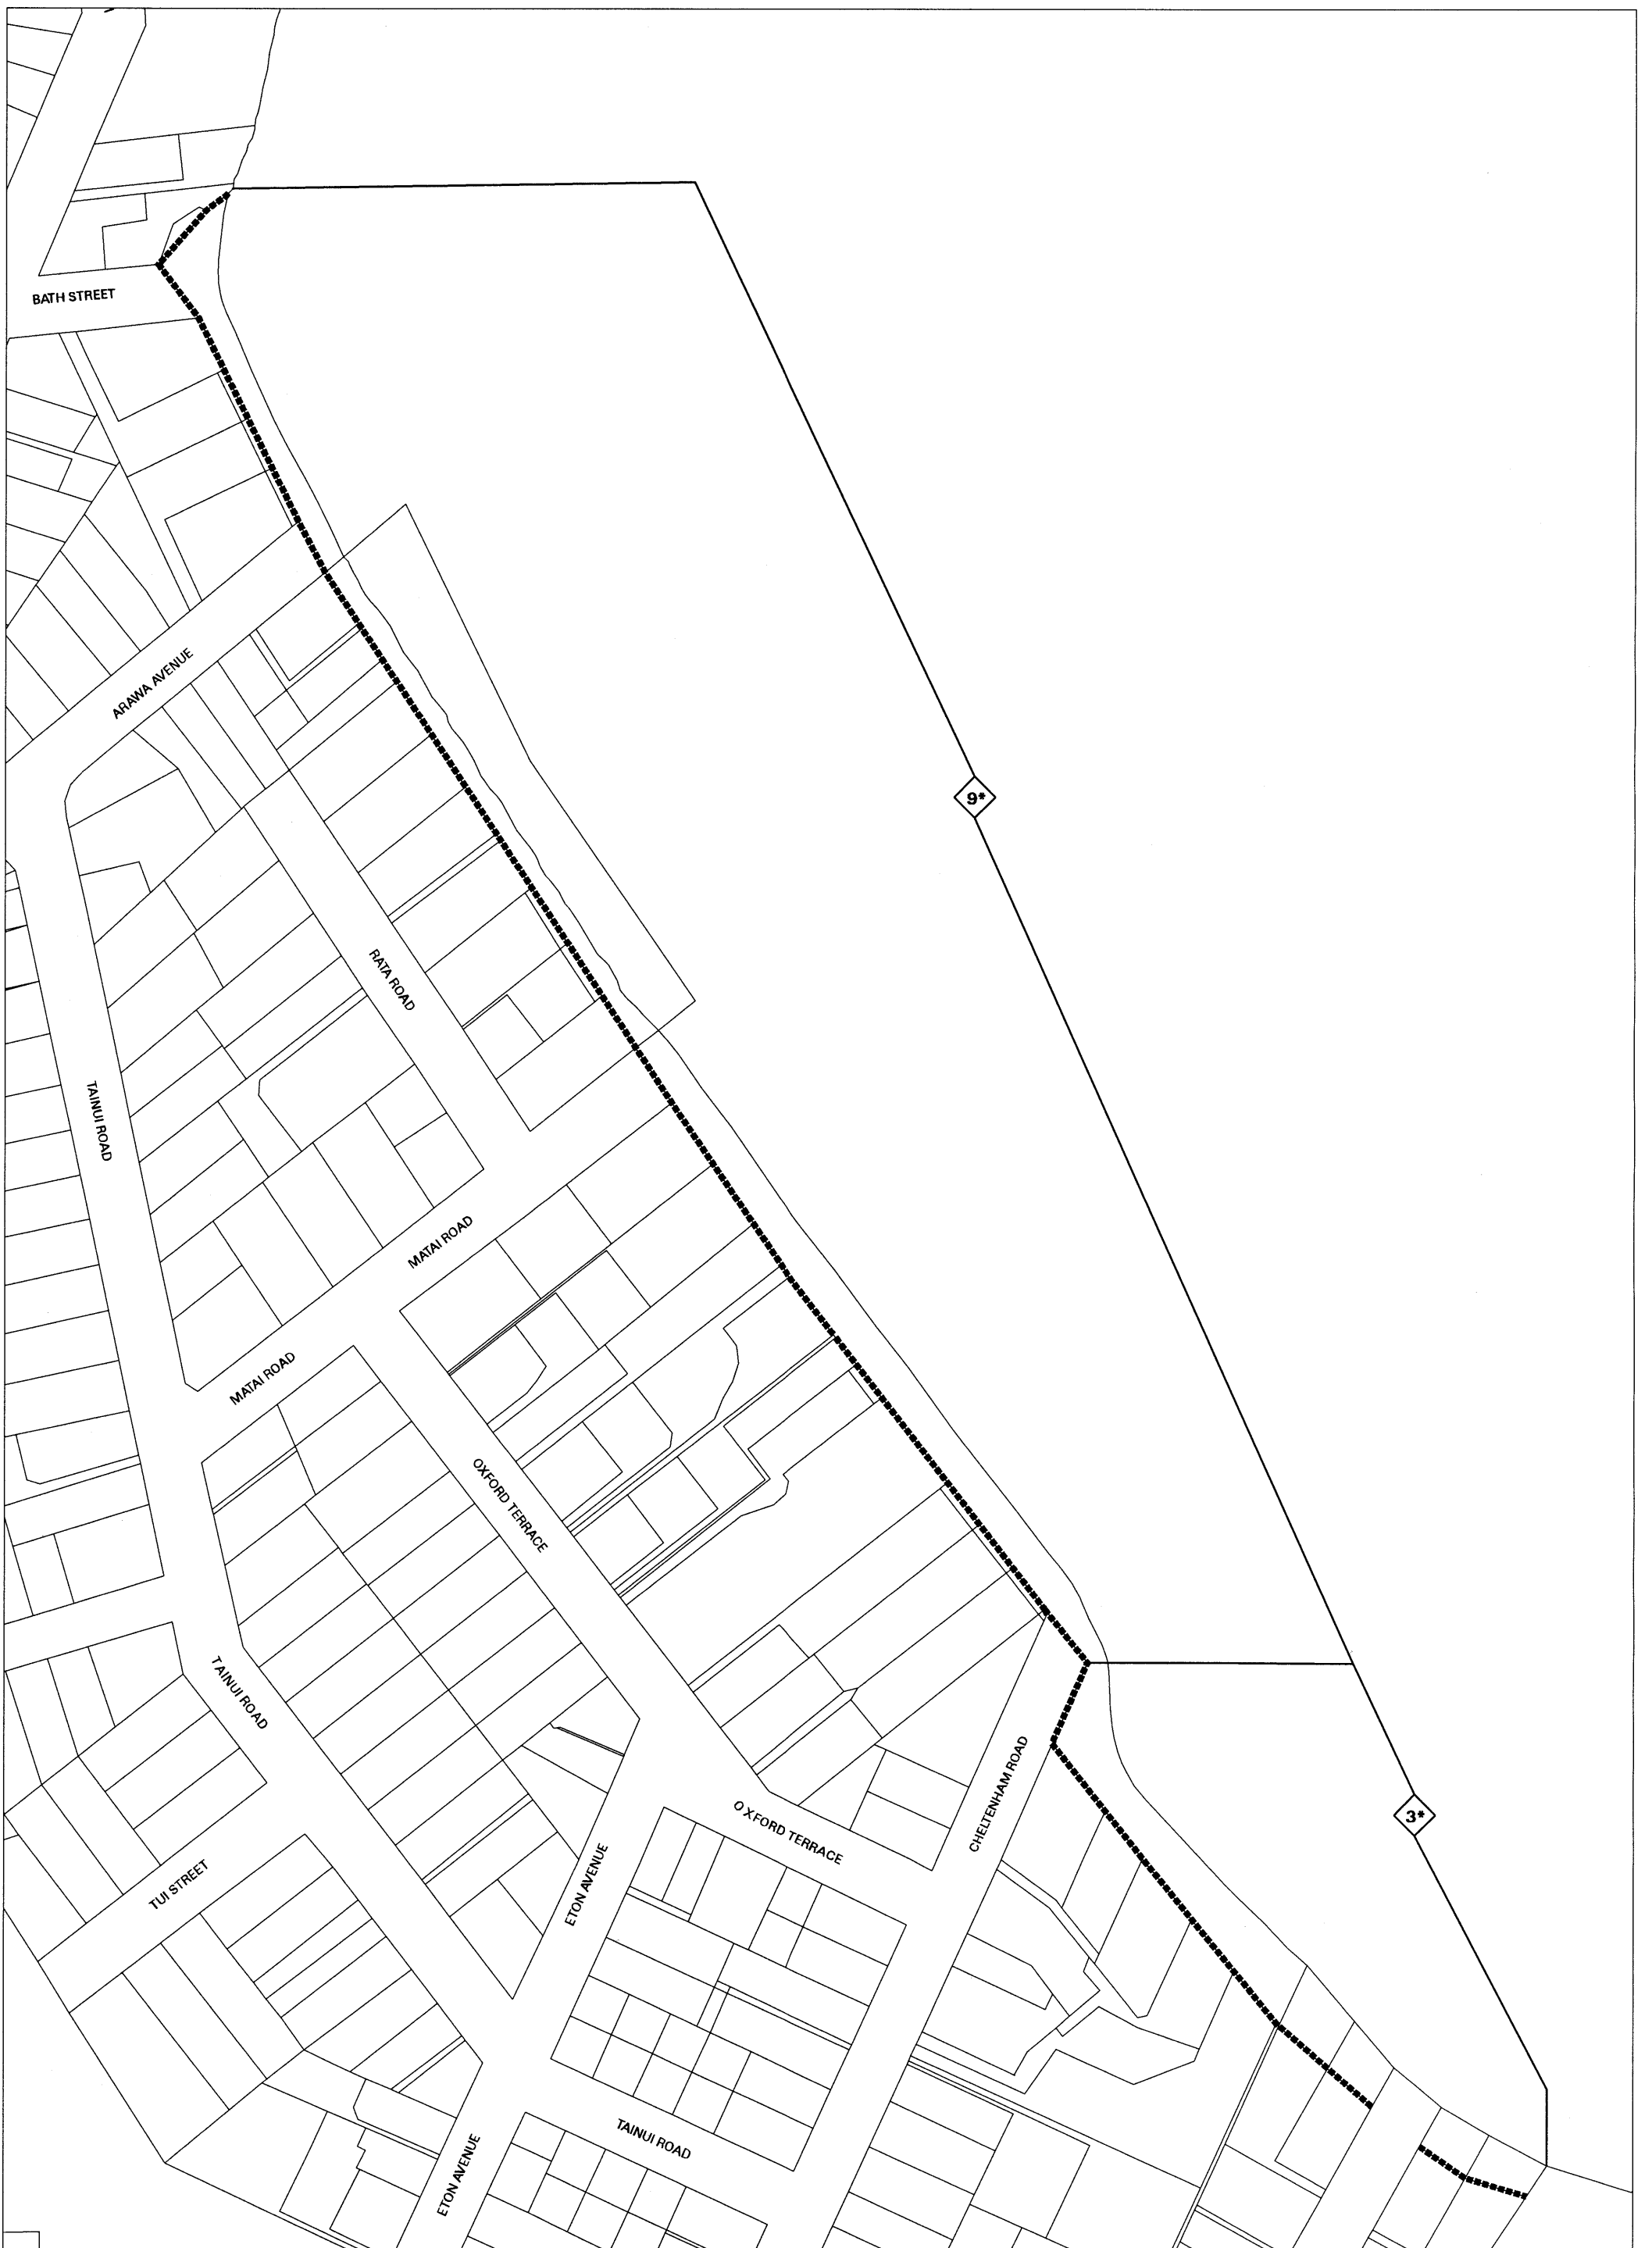 BATH STREET
ARAWA AVENUE
9*
RATA ROAD
TAINUI ROAD
MATAI ROAD
MATAI ROAD
OXFORD TERRACE
TAINUI ROAD
CHELTENHAM ROAD
3*
OXFORD TERRACE
ETON AVENUE
TUI STREET
TAINUI ROAD
ETON AVENUE